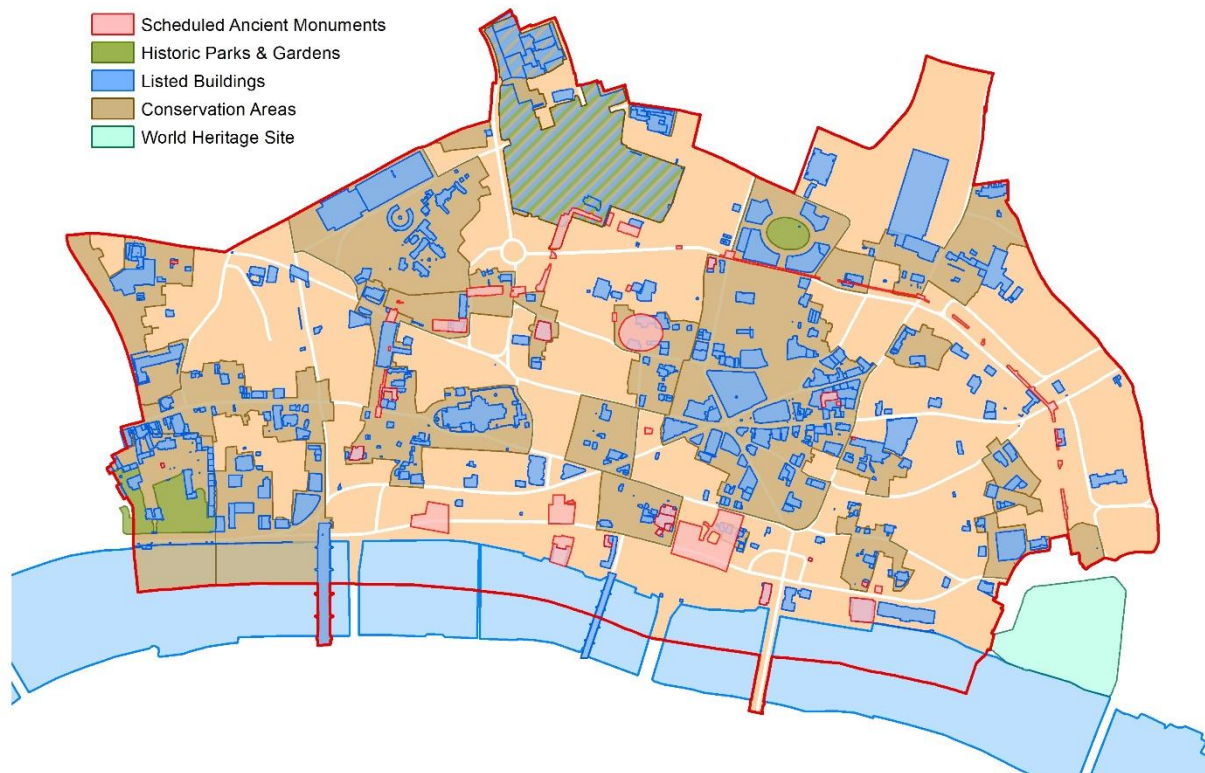 Scheduled Ancient Monuments
Historic Parks & Gardens
Listed Buildings
Conservation Areas
World Heritage Site